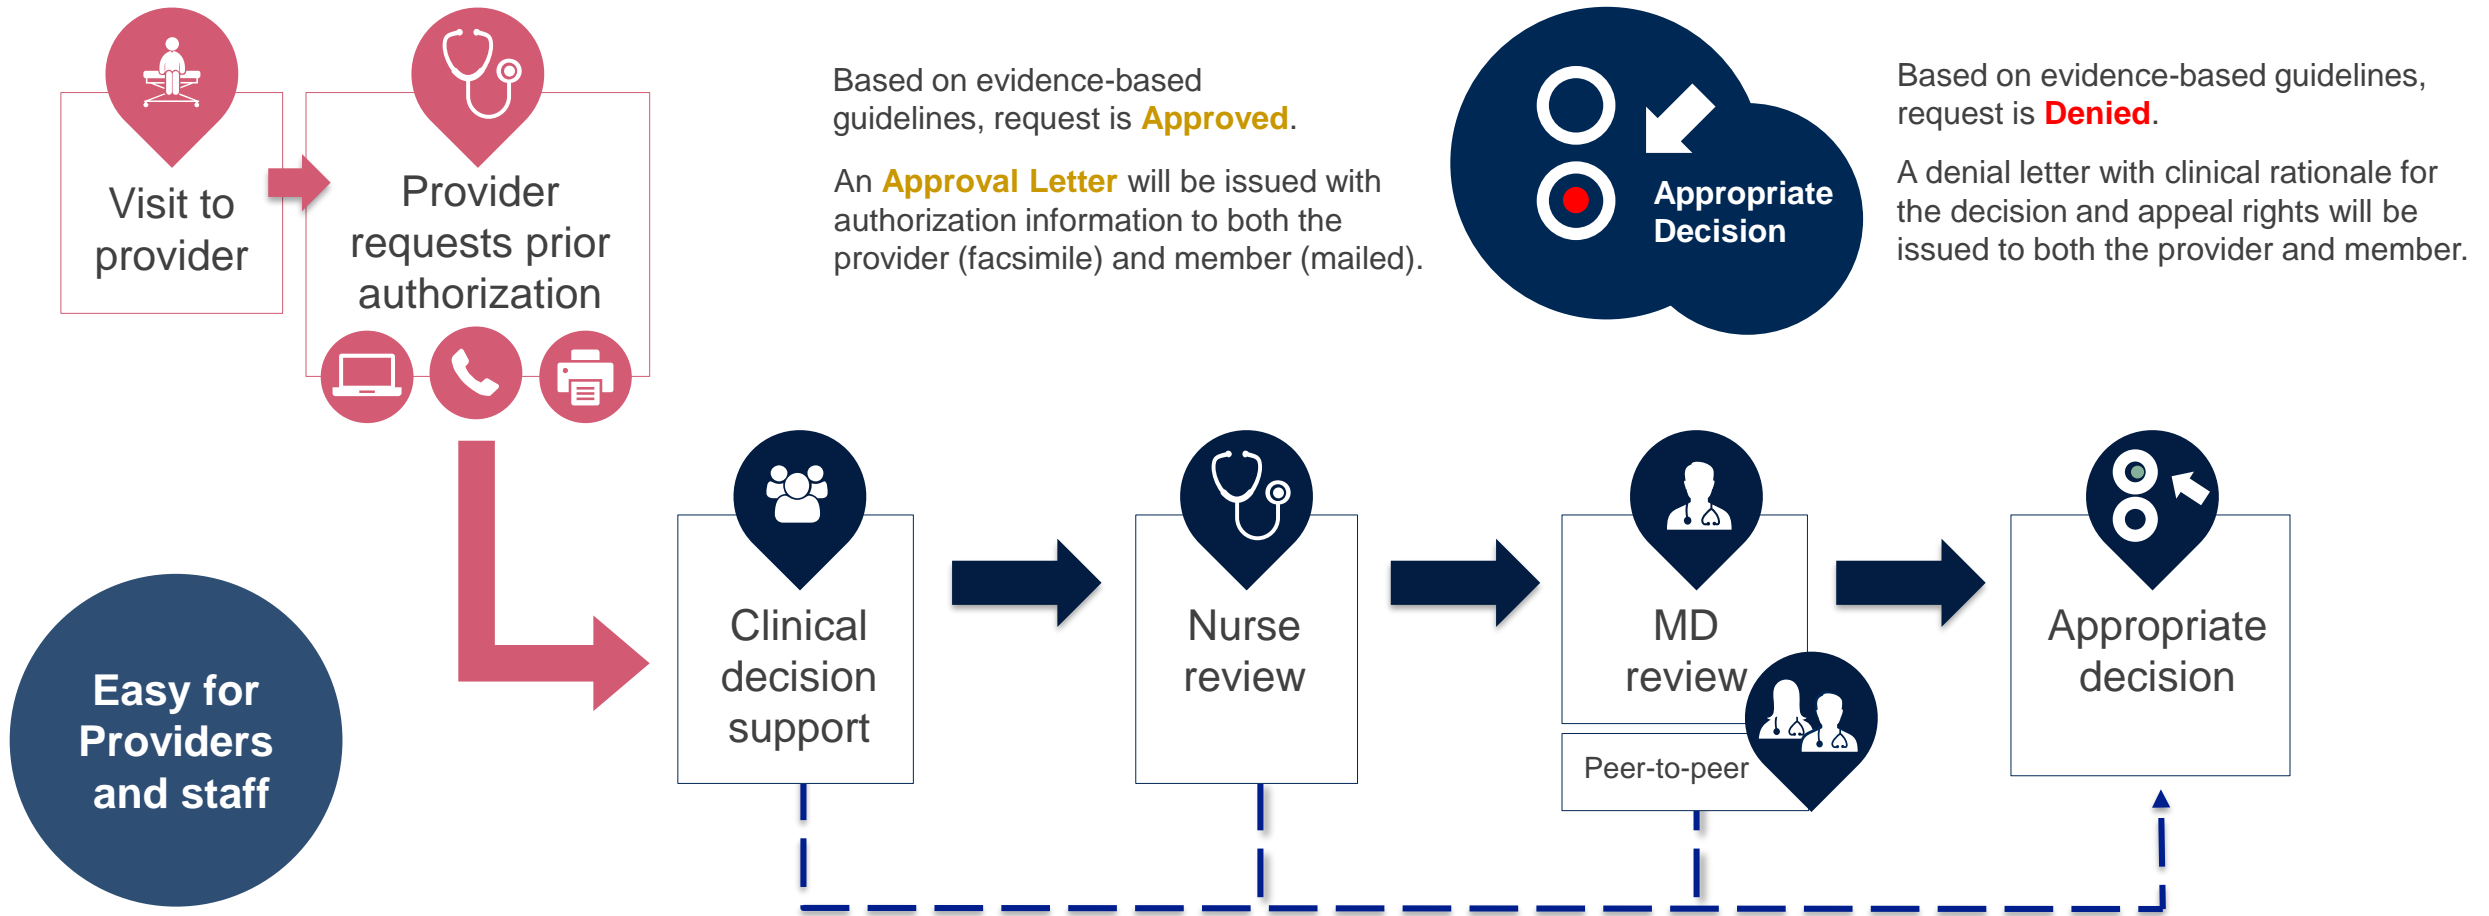 Visit to
provider
Provider
requests prior
authorization
Based on evidence-based
guidelines, request is Approved.
An Approval Letter will be issued with
authorization information to both the
provider (facsimile) and member (mailed).
Appropriate
Decision
Based on evidence-based guidelines,
request is Denied.
A denial letter with clinical rationale for
the decision and appeal rights will be
issued to both the provider and member.
Easy for
Providers
and staff
Clinical
decision
support
Nurse
review
MD
review
Peer-to-peer
Appropriate
decision